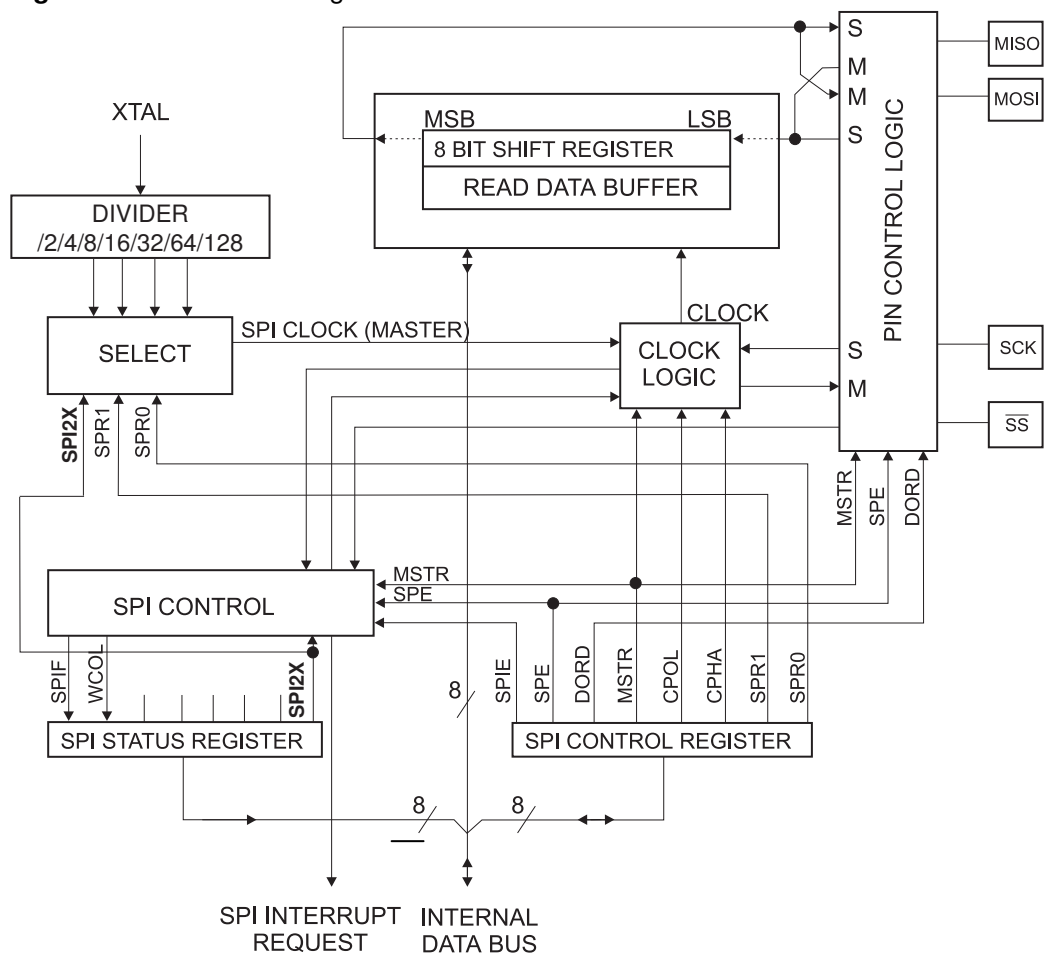 S
MISO
M
M
MOSI
XTAL
MSB
LSB
S
8 BIT SHIFT REGISTER
READ DATA BUFFER
DIVIDER
/2/4/8/16/32/64/128
PIN CONTROL LOGIC
CLOCK
SPI CLOCK (MASTER)
SELECT
CLOCK
LOGIC
S
SCK
M
SPI2X
SPR1
SPR0
SS
MSTR
SPE
DORD
MSTR
SPE
SPI CONTROL
SPIF
WCOL
SPI2X
8
SPIE
SPE
DORD
MSTR
CPOL
CPHA
SPR1
SPR0
SPI STATUS REGISTER
SPI CONTROL REGISTER
8
8
SPI INTERRUPT
REQUEST
INTERNAL
DATA BUS